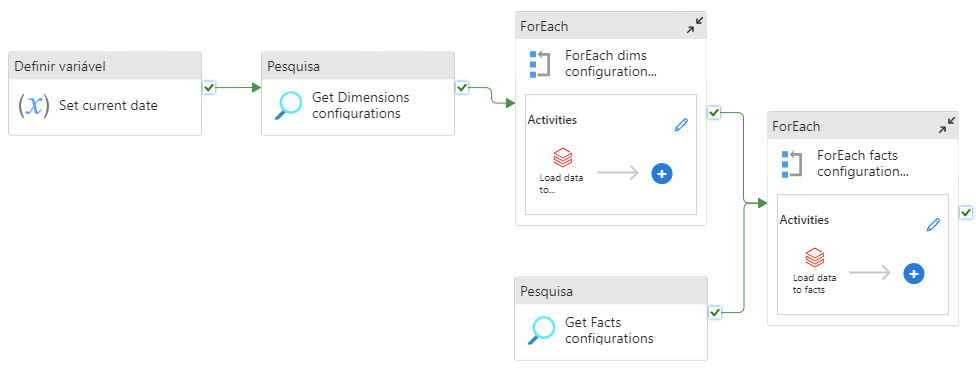 Definir variável
(x) Set current date
Pesquisa
Get Dimensions
configurations
ForEach
ForEach dims
configuration...
Activities
Load data
to...
ForEach
ForEach facts
configuration...
Activities
Load data
to facts
Pesquisa
Get Facts
configurations